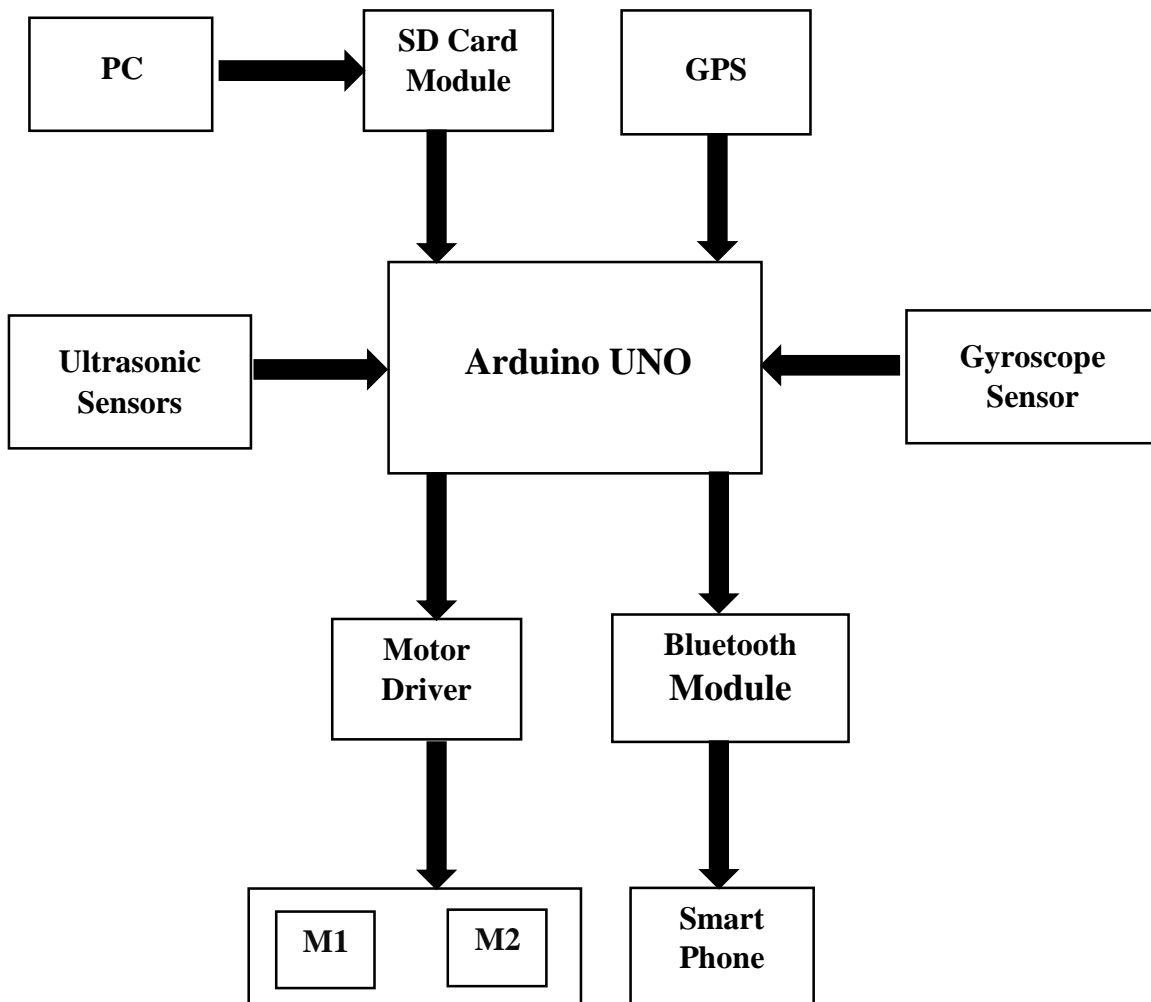 PC
SD Card
Module
GPS
Ultrasonic
Sensors
Arduino UNO
Gyroscope
Sensor
Motor
Driver
Bluetooth
Module
M1
M2
Smart
Phone